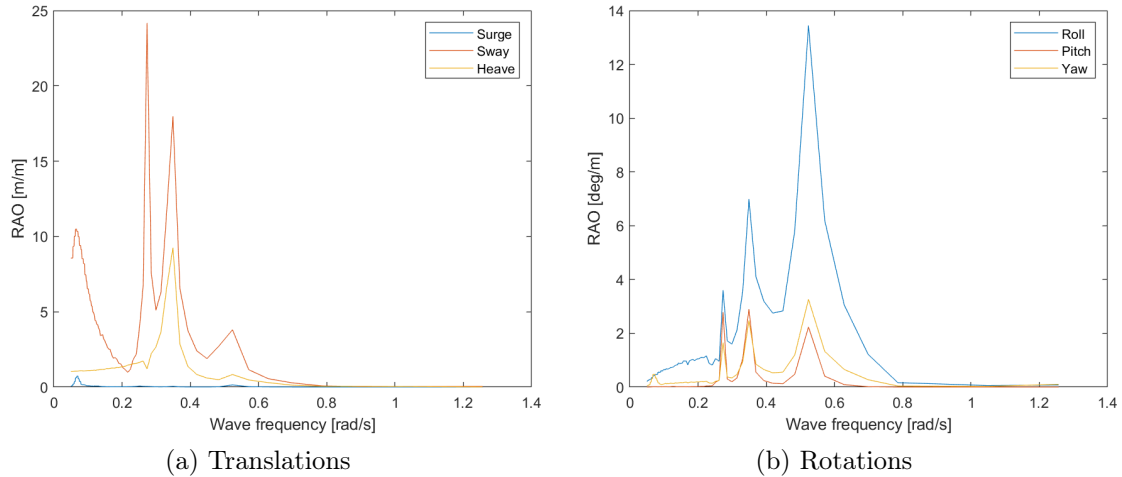 25
20
15
10
5
0
RAO [m/m]
0
0.2
0.4
0.6
0.8
1
1.2
1.4
Wave frequency [rad/s]
Surge
Sway
Heave
(a) Translations
14
12
10
8
6
4
2
0
RAO [deg/m]
0
0.2
0.4
0.6
0.8
1
1.2
1.4
Wave frequency [rad/s]
Roll
Pitch
Yaw
(b) Rotations